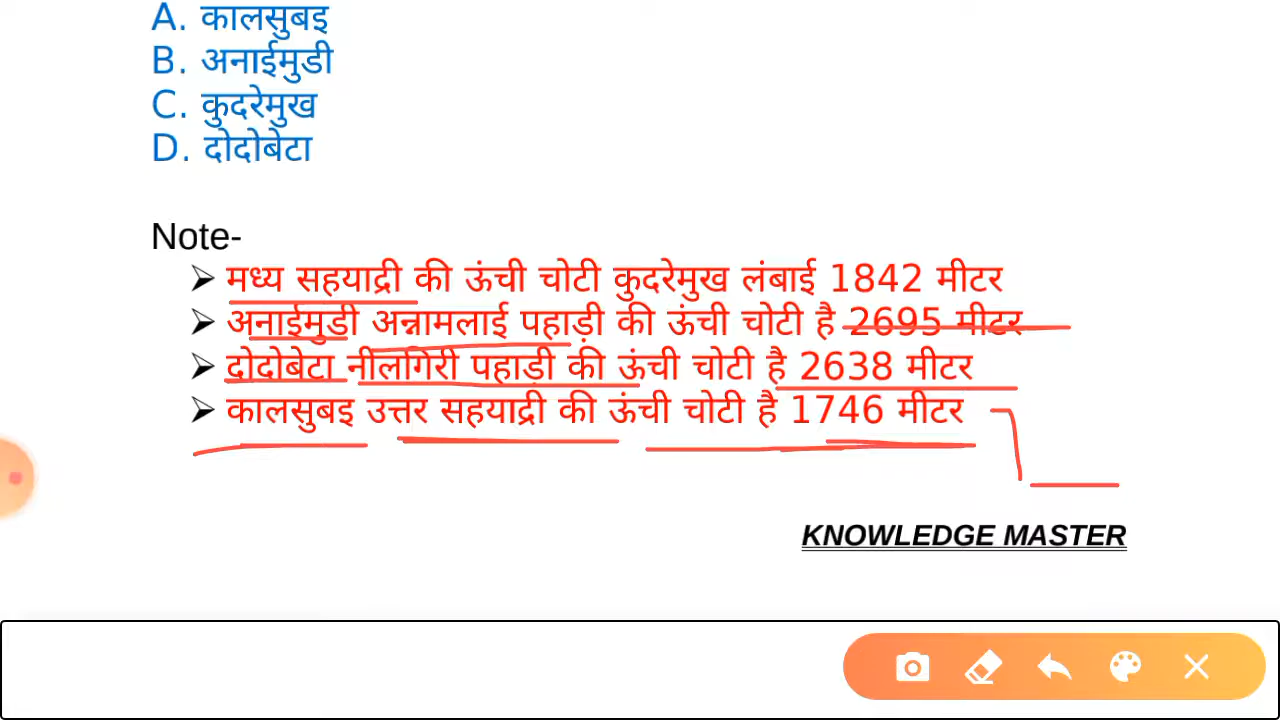 A. कालसुबइ
B. अनाईमुडी
C. कुदरेमुख
D. दोदोबेटा
Note-
➢ मध्य सहयाद्री की ऊंची चोटी कुदरेमुख लंबाई 1842 मीटर
➢ अनाईमुडी अन्नामलाई पहाड़ी की ऊंची चोटी है 2695 मीटर
➢ दोदोबेटा नीलगिरी पहाड़ी की ऊंची चोटी है 2638 मीटर
➢ कालसुबइ उत्तर सहयाद्री की ऊंची चोटी है 1746 मीटर
KNOWLEDGE MASTER